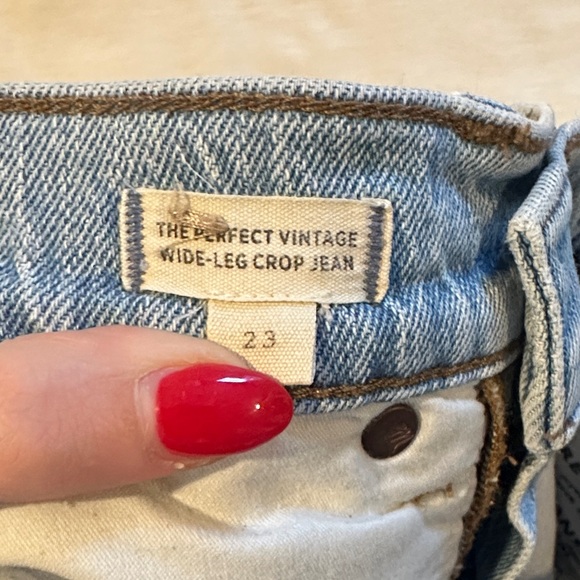 THE PERFECT VINTAGE
WIDE-LEG CROP JEAN
23